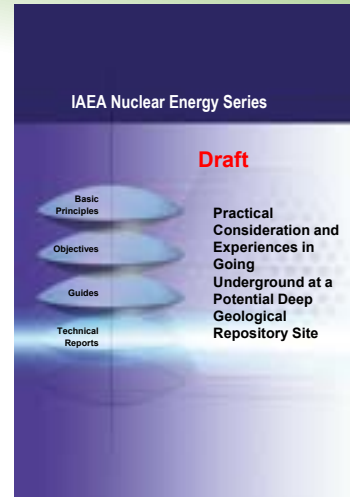 IAEA Nuclear Energy Series
Draft
Basic
Principles
Objectives
Guides
Technical
Reports
Practical
Consideration and
Experiences in
Going
Underground at a
Potential Deep
Geological
Repository Site